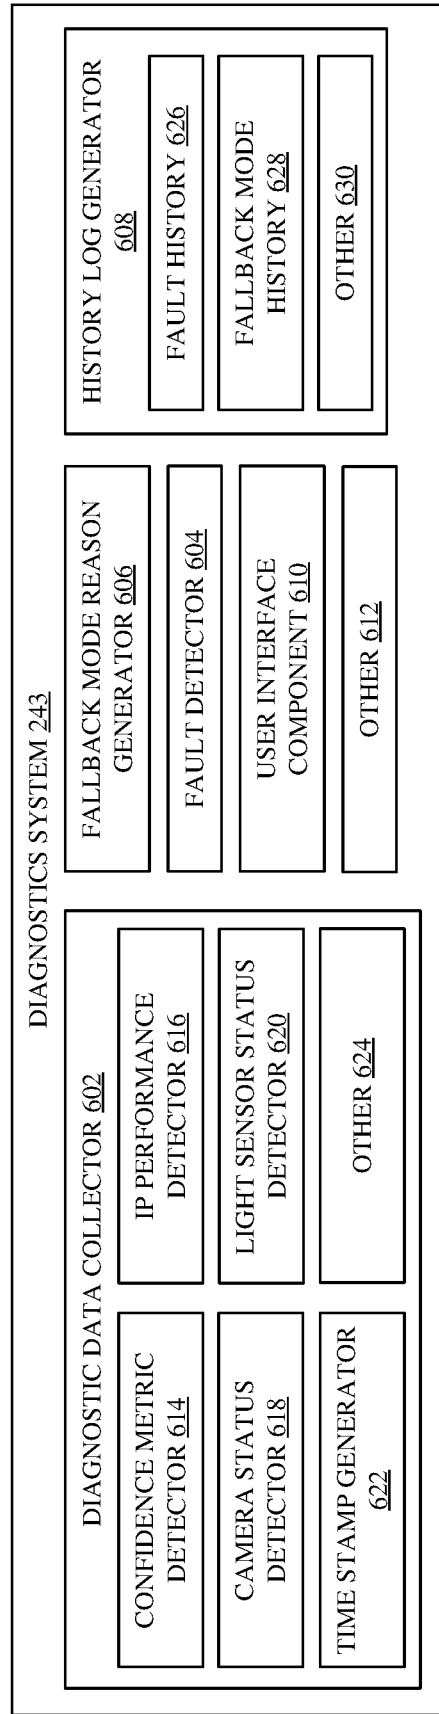 DIAGNOSTICS SYSTEM 243
DIAGNOSTIC DATA COLLECTOR 602
CONFIDENCE METRIC
DETECTOR 614
IP PERFORMANCE
DETECTOR 616
CAMERA STATUS
DETECTOR 618
LIGHT SENSOR STATUS
DETECTOR 620
TIME STAMP GENERATOR
622
OTHER 624
FALLBACK MODE REASON
GENERATOR 606
FAULT DETECTOR 604
USER INTERFACE
COMPONENT 610
OTHER 612
HISTORY LOG GENERATOR
608
FAULT HISTORY 626
FALLBACK MODE
HISTORY 628
OTHER 630